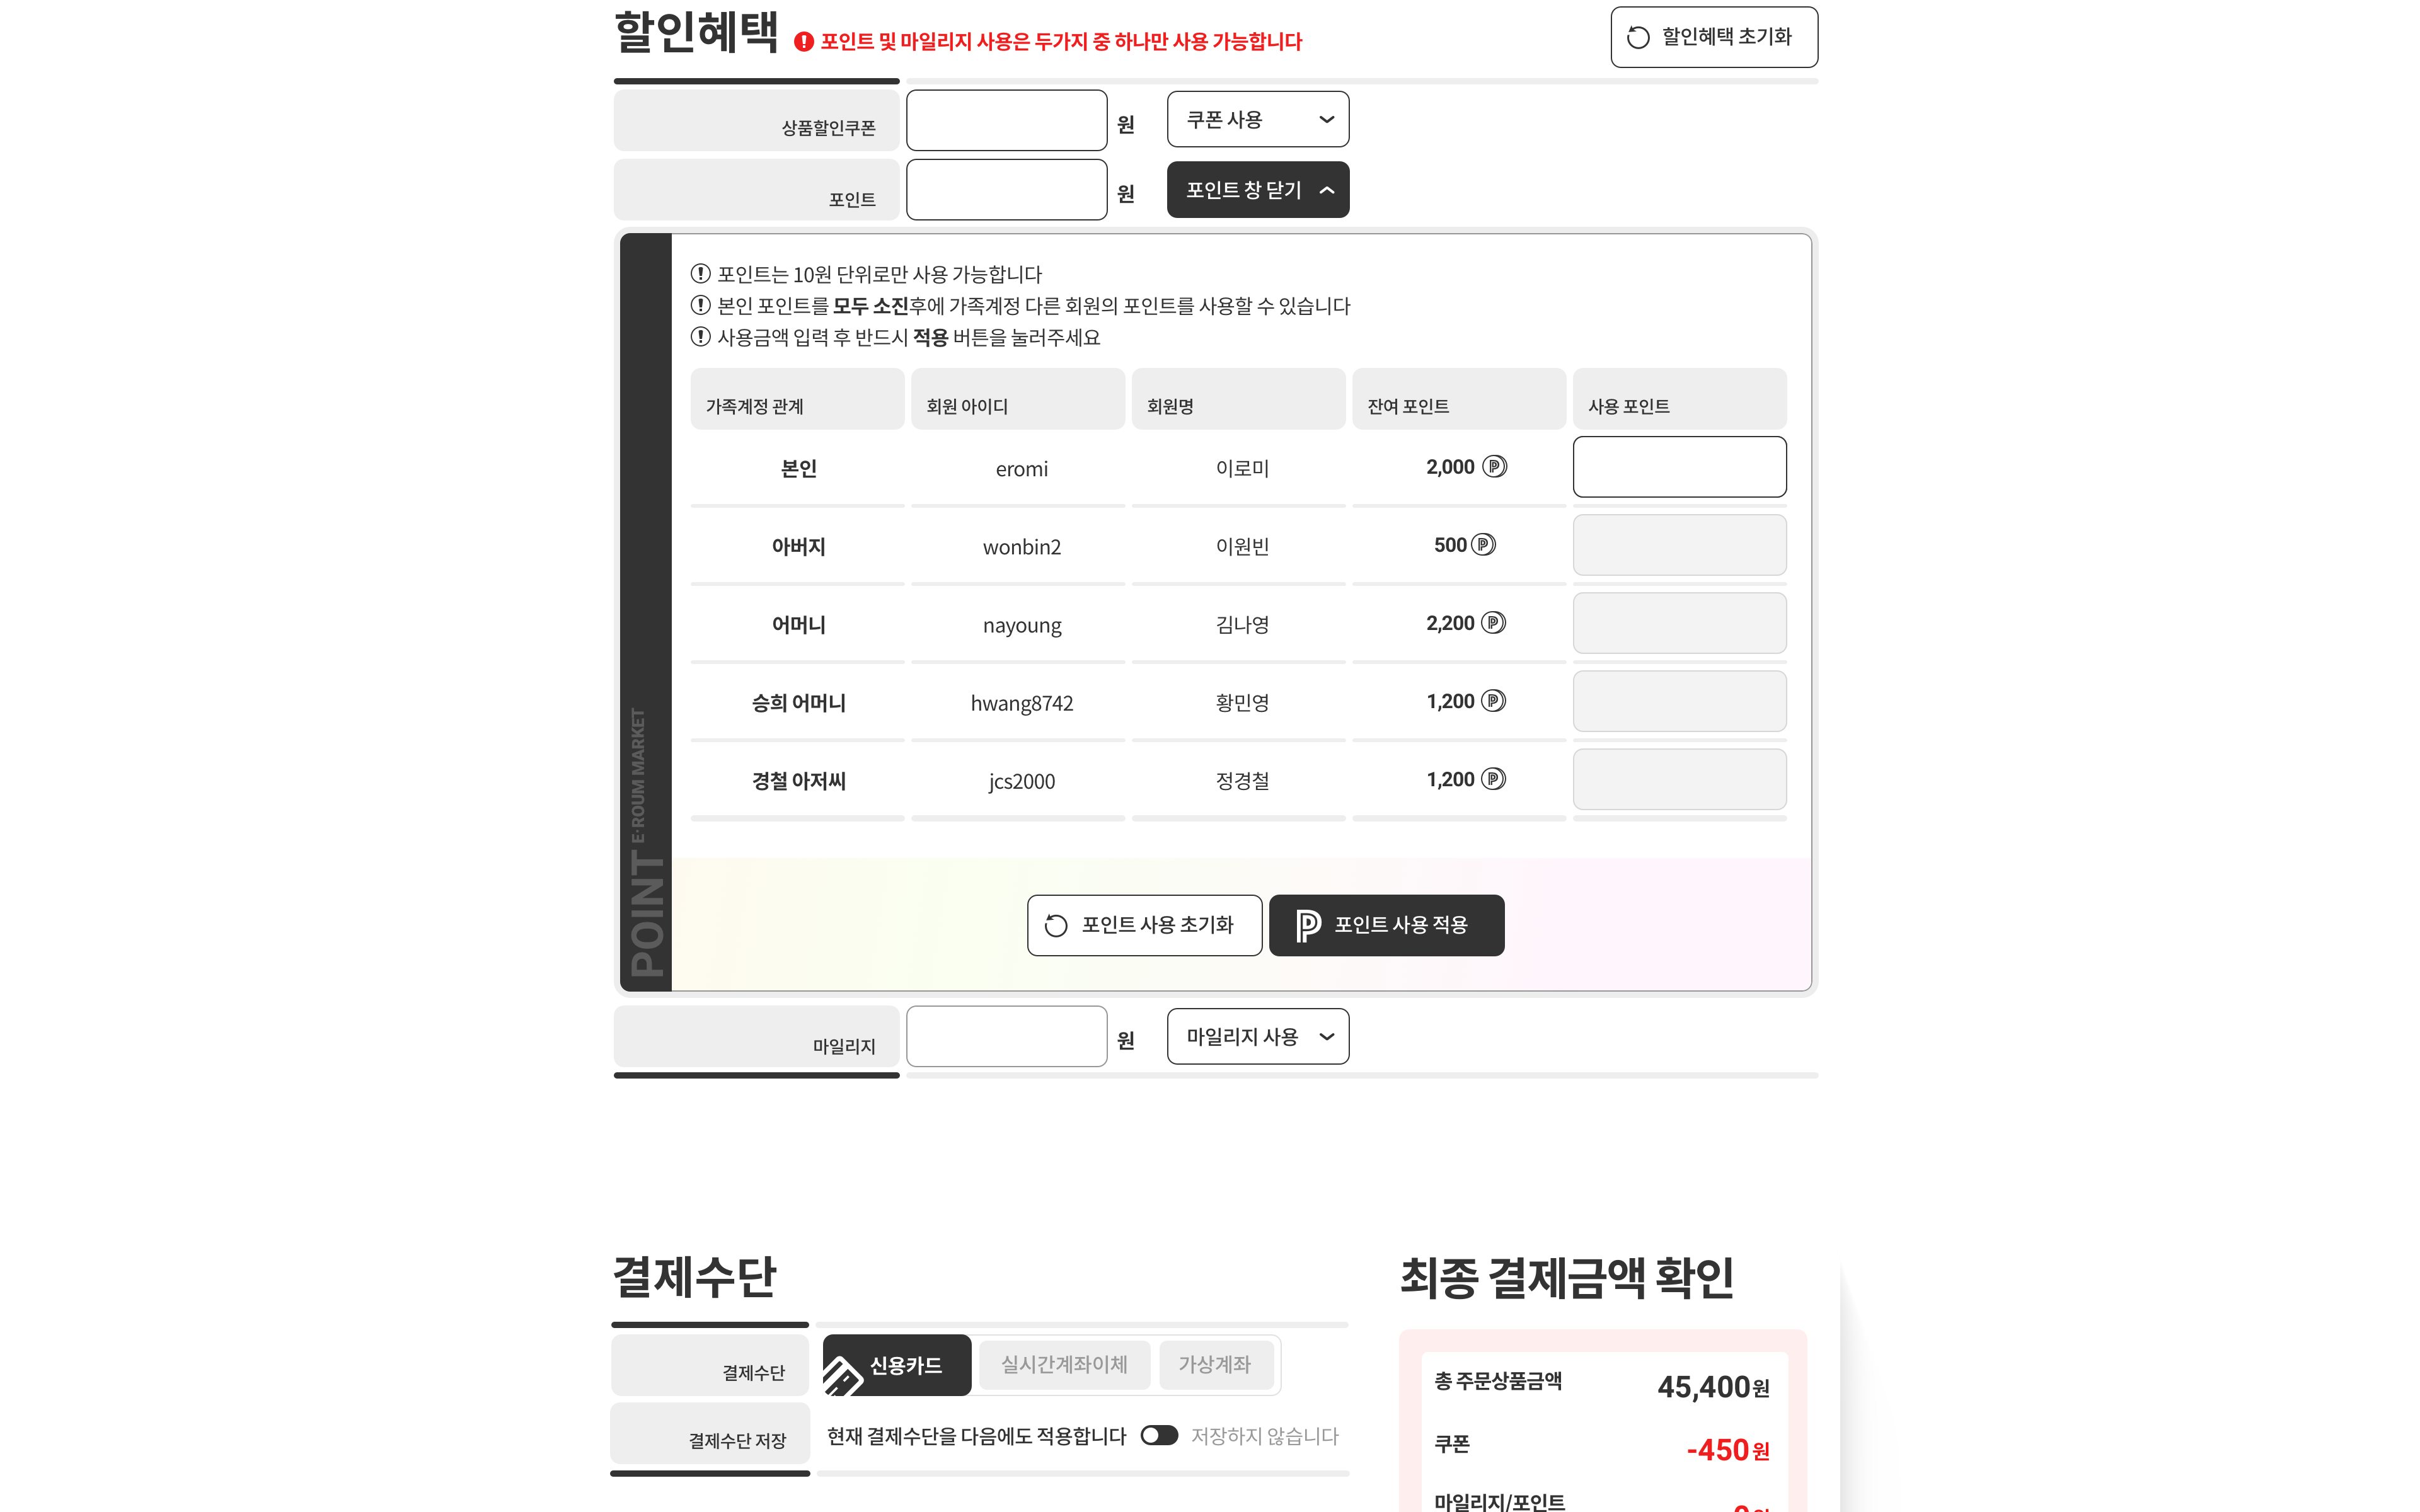 할인혜택
포인트 및 마일리지 사용은 두가지 중 하나만 사용 가능합니다
할인혜택 초기화
상품할인쿠폰
원
쿠폰 사용
포인트
원
포인트 창 닫기
포인트는 10원 단위로만 사용 가능합니다
본인 포인트를 모두 소진후에 가족계정 다른 회원의 포인트를 사용할 수 있습니다
사용금액 입력 후 반드시 적용 버튼을 눌러주세요
가족계정 관계 회원 아이디 회원명 잔여 포인트 사용 포인트
본인 eromi 이로미 2,000
아버지 wonbin2 이원빈 500
어머니 nayoung 김나영 2,200
승희 어머니 hwang8742 황민영 1,200
경철 아저씨 jcs2000 정경철 1,200
POINT E·ROUM MARKET
포인트 사용 초기화
포인트 사용 적용
마일리지
원
마일리지 사용
결제수단
결제수단
신용카드
실시간계좌이체
가상계좌
결제수단 저장
현재 결제수단을 다음에도 적용합니다
저장하지 않습니다
최종 결제금액 확인
총 주문상품금액 45,400원
쿠폰 -450원
마일리지/포인트